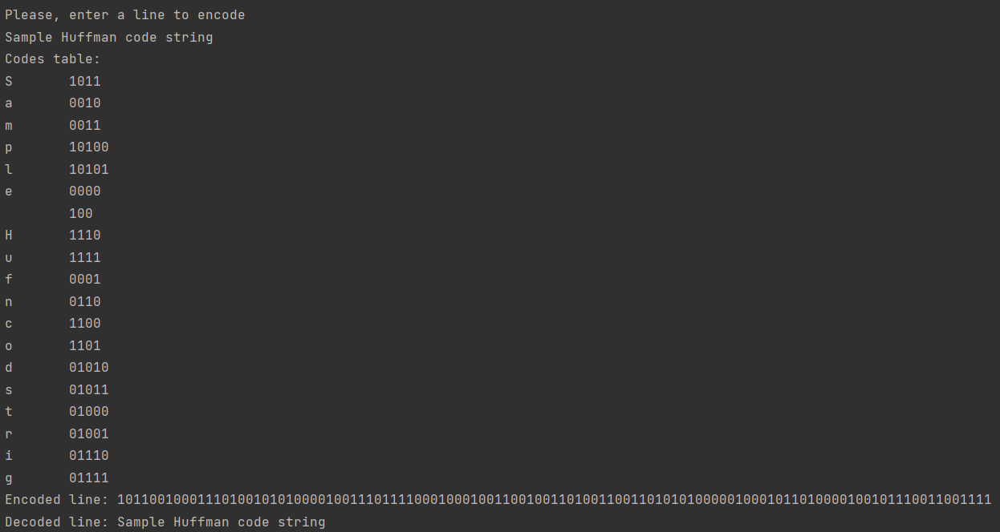 Please, enter a line to encode
Sample Huffman code string
Codes table:
S       1011
a       0010
m       0011
p       10100
l       10101
e       0000
        100
H       1110
u       1111
f       0001
n       0110
c       1100
o       1101
d       01010
s       01011
t       01000
r       01001
i       01110
g       01111
Encoded line: 1011001000111010010101000010011101111000100010011001001101001100110101010000010001011010000100101110011001111
Decoded line: Sample Huffman code string